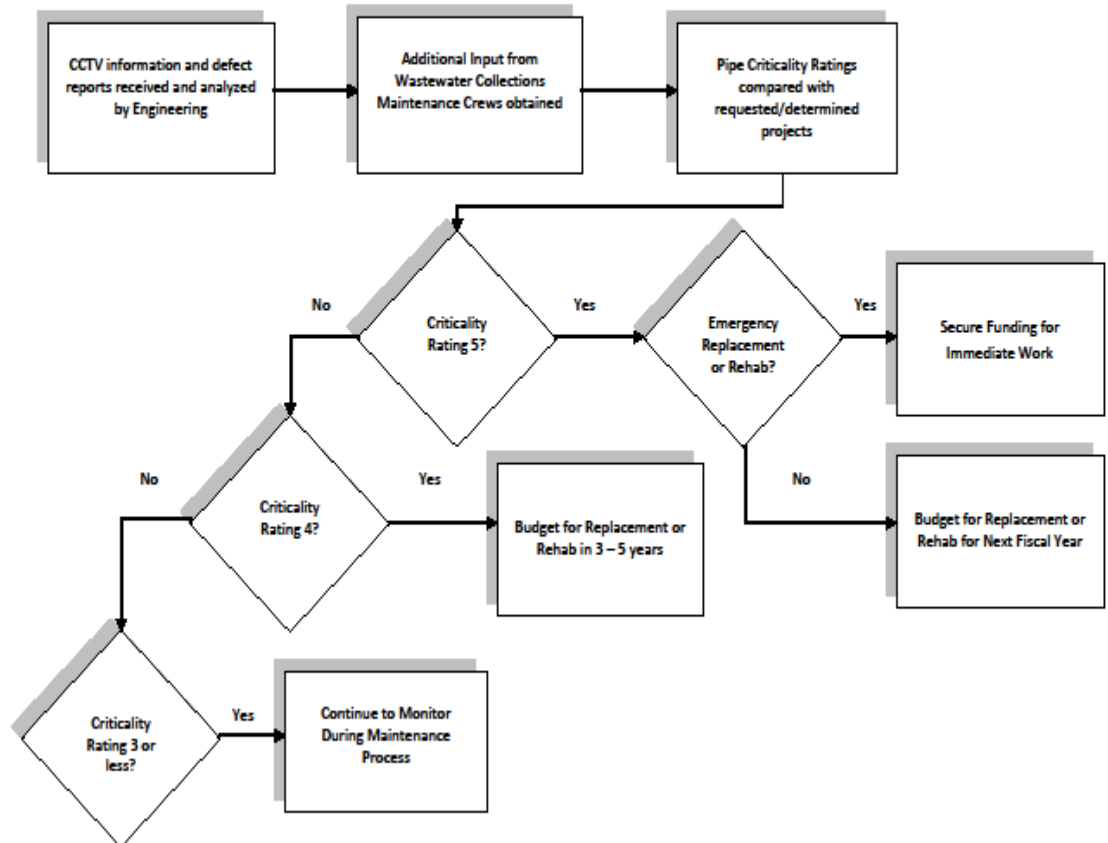 CCTV information and defect
reports received and analyzed
by Engineering
Additional Input from
Wastewater Collections
Maintenance Crews obtained
Pipe Criticality Ratings
compared with
requested/determined
projects
No
Criticality
Rating 5?
Yes
Emergency
Replacement
or Rehab?
Yes
Secure Funding for
Immediate Work
No
Criticality
Rating 4?
Yes
Budget for Replacement or
Rehab in 3 – 5 years
No
Budget for Replacement or
Rehab for Next Fiscal Year
Criticality
Rating 3 or
less?
Yes
Continue to Monitor
During Maintenance
Process